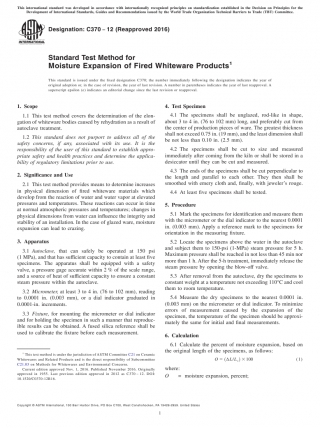 This international standard was developed in accordance with internationally recognized principles on standardization established in the Decision on Principles for the
Development of International Standards, Guides and Recommendations issued by the World Trade Organization Technical Barriers to Trade (TBT) Committee.
Designation: C370 − 12 (Reapproved 2016)
Standard Test Method for
Moisture Expansion of Fired Whiteware Products1
This standard is issued under the fixed designation C370; the number immediately following the designation indicates the year of
original adoption or, in the case of revision, the year of last revision. A number in parentheses indicates the year of last reapproval. A
superscript epsilon (ε) indicates an editorial change since the last revision or reapproval.
1. Scope
1.1 This test method covers the determination of the elon-
gation of whiteware bodies caused by rehydration as a result of
autoclave treatment.
1.2 This standard does not purport to address all of the
safety concerns, if any, associated with its use. It is the
responsibility of the user of this standard to establish appro-
priate safety and health practices and determine the applica-
bility of regulatory limitations prior to use.
2. Significance and Use
2.1 This test method provides means to determine increases
in physical dimension of fired whiteware materials which
develop from the reaction of water and water vapor at elevated
pressures and temperatures. These reactions can occur in time
at normal atmospheric pressures and temperatures; changes in
physical dimensions from water can influence the integrity and
stability of an installation. In the case of glazed ware, moisture
expansion can lead to crazing.
3. Apparatus
3.1 Autoclave, that can safely be operated at 150 psi
(1 MPa), and that has sufficient capacity to contain at least five
specimens. The apparatus shall be equipped with a safety
valve, a pressure gage accurate within 2 % of the scale range,
and a source of heat of sufficient capacity to ensure a constant
steam pressure within the autoclave.
3.2 Micrometer, at least 3 to 4 in. (76 to 102 mm), reading
to 0.0001 in. (0.003 mm), or a dial indicator graduated in
0.0001-in. increments.
3.3 Fixture, for mounting the micrometer or dial indicator
and for holding the specimen in such a manner that reproduc-
ible results can be obtained. A fused silica reference shall be
used to calibrate the fixture before each measurement.
1 This test method is under the jurisdiction of ASTM Committee C21 on Ceramic
Whitewares and Related Products and is the direct responsibility of Subcommittee
C21.03 on Methods for Whitewares and Environmental Concerns.
Current edition approved Nov. 1, 2016. Published November 2016. Originally
approved in 1955. Last previous edition approved in 2012 as C370 – 12. DOI:
10.1520/C0370-12R16.
4. Test Specimen
4.1 The specimens shall be unglazed, rod-like in shape,
about 3 to 4 in. (76 to 102 mm) long, and preferably cut from
the center of production pieces of ware. The greatest thickness
shall not exceed 0.75 in. (19 mm), and the least dimension shall
be not less than 0.10 in. (2.5 mm).
4.2 The specimens shall be cut to size and measured
immediately after coming from the kiln or shall be stored in a
desiccator until they can be cut and measured.
4.3 The ends of the specimens shall be cut perpendicular to
the length and parallel to each other. They then shall be
smoothed with emery cloth and, finally, with jeweler's rouge.
4.4 At least five specimens shall be tested.
5. Procedure
5.1 Mark the specimens for identification and measure them
with the micrometer or the dial indicator to the nearest 0.0001
in. (0.003 mm). Apply a reference mark to the specimens for
orientation in the measuring fixture.
5.2 Locate the specimens above the water in the autoclave
and subject them to 150-psi (1-MPa) steam pressure for 5 h.
Maximum pressure shall be reached in not less than 45 min nor
more than 1 h. After the 5-h treatment, immediately release the
steam pressure by opening the blow-off valve.
5.3 After removal from the autoclave, dry the specimens to
constant weight at a temperature not exceeding 110°C and cool
them to room temperature.
5.4 Measure the dry specimens to the nearest 0.0001 in.
(0.003 mm) on the micrometer or dial indicator. To minimize
errors of measurement caused by the expansion of the
specimen, the temperature of the specimen should be approxi-
mately the same for initial and final measurements.
6. Calculation
6.1 Calculate the percent of moisture expansion, based on
the original length of the specimens, as follows:
where:
= moisture expansion, percent,
Copyright © ASTM International, 100 Barr Harbor Drive, PO Box C700, West Conshohocken, PA 19428-2959. United States
1